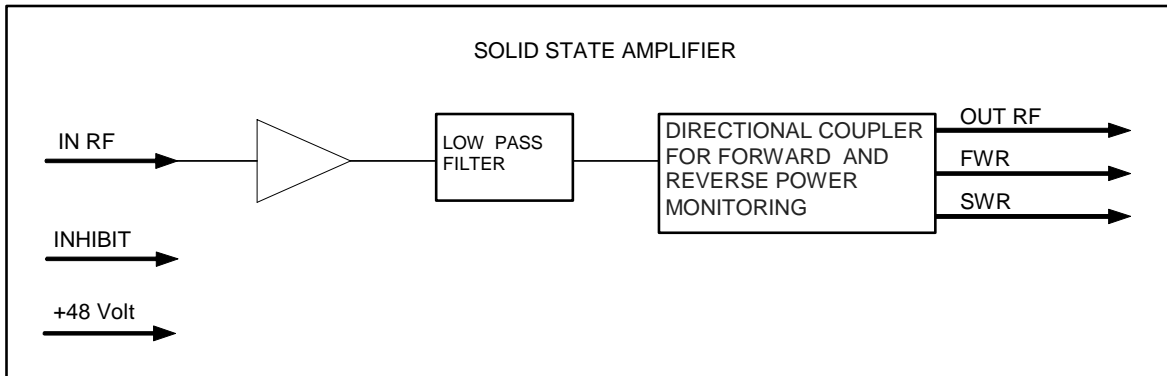 SOLID STATE AMPLIFIER
IN RF
LOW PASS
FILTER
DIRECTIONAL COUPLER
FOR FORWARD AND
REVERSE POWER
MONITORING
OUT RF
FWR
SWR
INHIBIT
+48 Volt